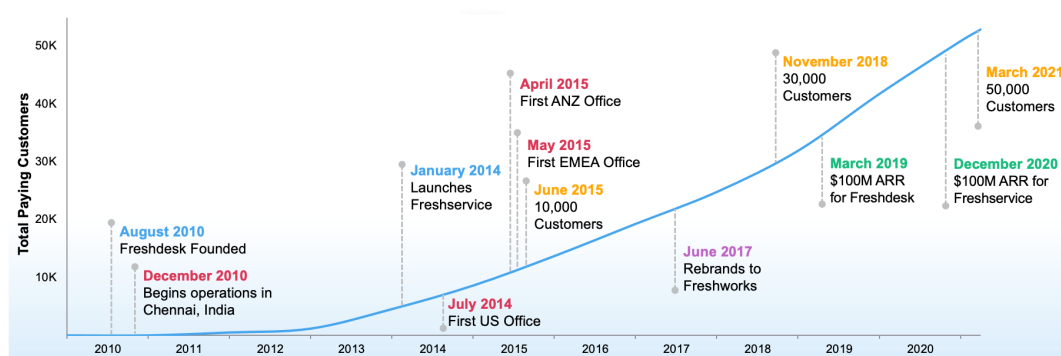 Total Paying Customers
50K
40K
30K
20K
10K
August 2010
Freshdesk Founded
December 2010
Begins operations in
Chennai, India
January 2014
Launches
Freshservice
July 2014
First US Office
April 2015
First ANZ Office
May 2015
First EMEA Office
June 2015
10,000
Customers
June 2017
Rebrands to
Freshworks
November 2018
30,000
Customers
March 2019
$100M ARR
for Freshdesk
December 2020
$100M ARR for
Freshservice
March 2021
50,000
Customers
2010 2011 2012 2013 2014 2015 2016 2017 2018 2019 2020